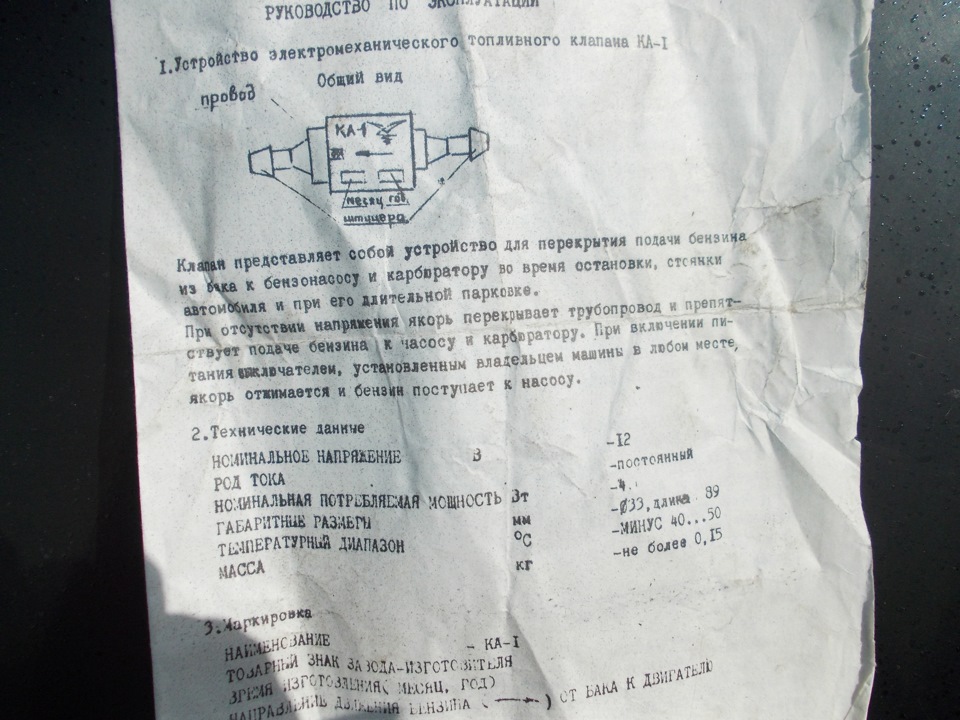 РУКОВОДСТВО ПО ЭКСПЛУАТАЦИИ
I.Устройство электромеханического топливного клапана КА-I
Общий вид
провод
КА-1
месяц год
штуцера
Клапан представляет собой устройство для перекрытия подачи бензина
из бака к бензонасосу и карбюратору во время остановки, стоянки
автомобиля и при его длительной парковке.
При отсутствии напряжения якорь перекрывает трубопровод и препят-
ствует подаче бензина к часосу и карбюратору. При включении пи-
тания выключателем, установленным владельцем машины в любом месте,
якорь отжимается и бензин поступает к насосу.
2.Технические данные
НОМИНАЛЬНОЕ НАПРЯЖЕНИЕ В -I2
РОД ТОКА -постоянный
НОМИНАЛЬНАЯ ПОТРЕБЛЯЕМАЯ МОЩНОСТЬ Вт -4.
ГАБАРИТНЫЕ РАЗМЕРЫ мм -Ø33,длина 89
ТЕМПЕРАТУРНЫЙ ДИАПАЗОН °С -МИНУС 40...50
МАССА кг -не более 0,I5
3.Маркировка
НАИМЕНОВАНИЕ - КА-I
ТОВАРНЫЙ ЗНАК ЗАВОДА-ИЗГОТОВИТЕЛЯ
ВРЕМЯ ИЗГОТОВЛЕНИЯ( МЕСЯЦ, ГОД)
НАПРАВЛЕНИЕ ДВИЖЕНИЯ БЕНЗИНА ( → ) ОТ БАКА К ДВИГАТЕЛЮ